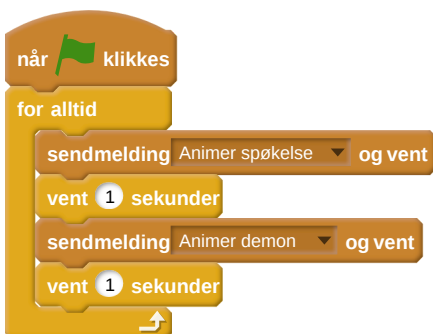 når klikkes
for alltid
sendmelding Animer spøkelse og vent
vent 1 sekunder
sendmelding Animer demon og vent
vent 1 sekunder